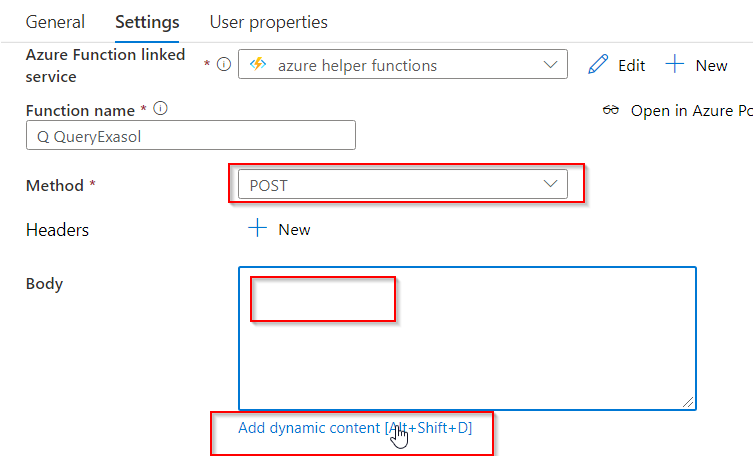 General Settings User properties
Azure Function linked service * azure helper functions Edit New
Function name * Open in Azure Po
Q QueryExasol
Method * POST
Headers New
Body
Add dynamic content [Alt+Shift+D]